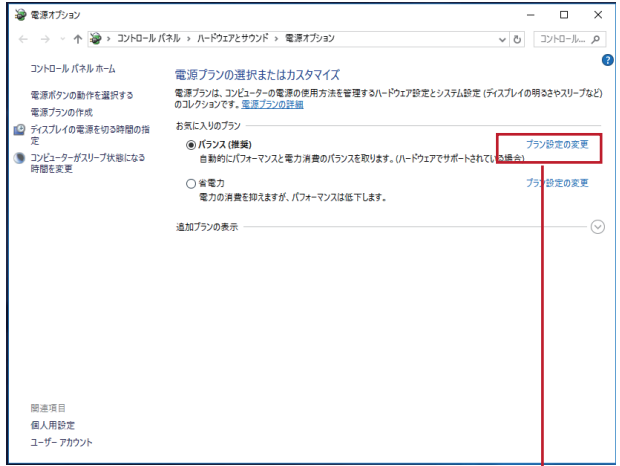 電源オプション
コントロール パネル › ハードウェアとサウンド › 電源オプション
コントロール...
コントロール パネル ホーム
電源ボタンの動作を選択する
電源プランの作成
ディスプレイの電源を切る時間の指
定
コンピューターがスリープ状態になる
時間を変更
電源プランの選択またはカスタマイズ
電源プランは、コンピューターの電源の使用方法を管理するハードウェア設定とシステム設定 (ディスプレイの明るさやスリープなど)
のコレクションです。電源プランの詳細
お気に入りのプラン
バランス (推奨)
プラン設定の変更
自動的にパフォーマンスと電力消費のバランスを取ります。(ハードウェアでサポートされている場合)
省電力
プラン設定の変更
電力の消費を抑えますが、パフォーマンスは低下します。
追加プランの表示
関連項目
個人用設定
ユーザー アカウント